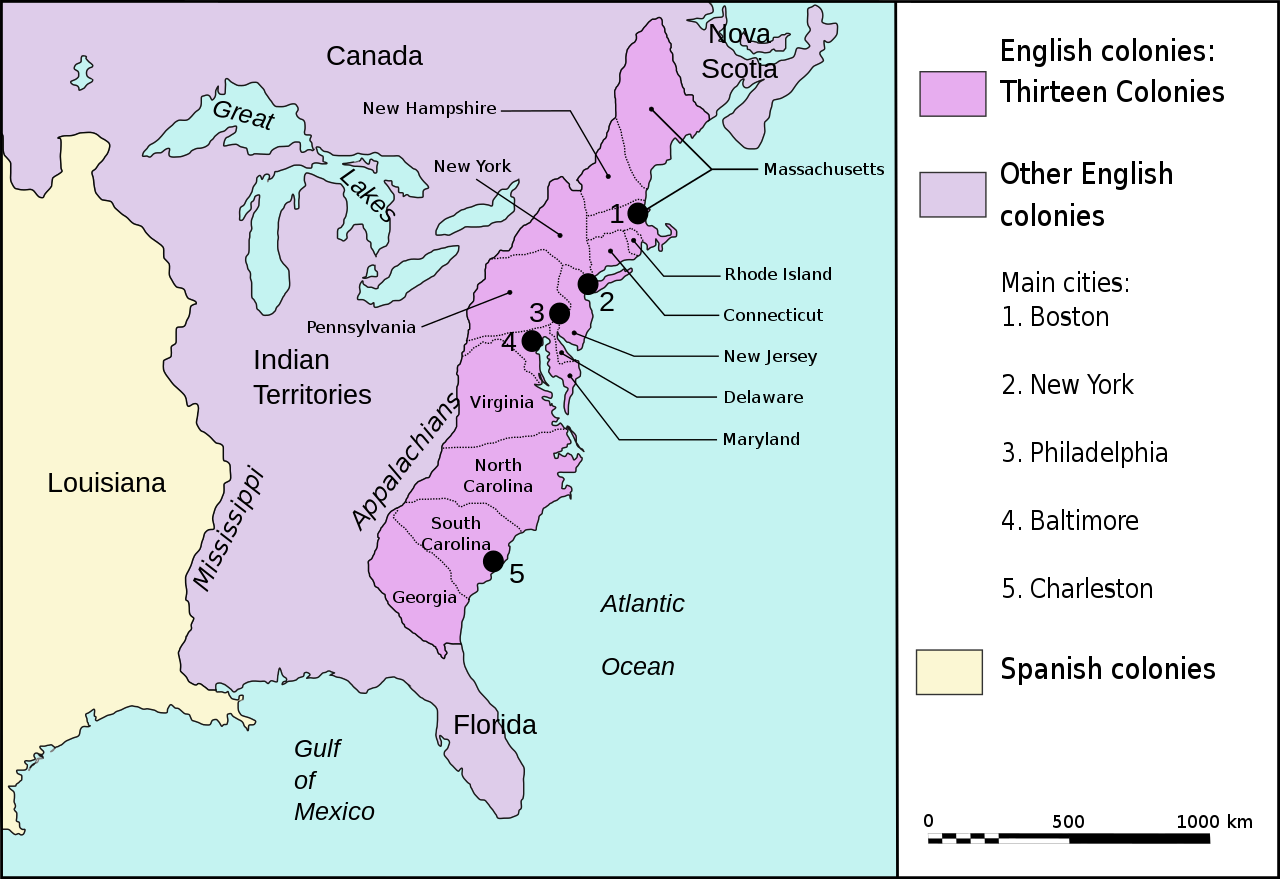 Canada
Nova
Scotia
Great
Lakes
New Hampshire
New York
Massachusetts
1
Rhode Island
2
Connecticut
3
Pennsylvania
4
New Jersey
Indian
Territories
Delaware
Virginia
Maryland
Appalachians
North
Carolina
Louisiana
Mississippi
South
Carolina
5
Georgia
Atlantic
Ocean
Florida
Gulf
of
Mexico
English colonies:
Thirteen Colonies
Other English
colonies
Main cities:
1. Boston
2. New York
3. Philadelphia
4. Baltimore
5. Charleston
Spanish colonies
0 500 1000 km